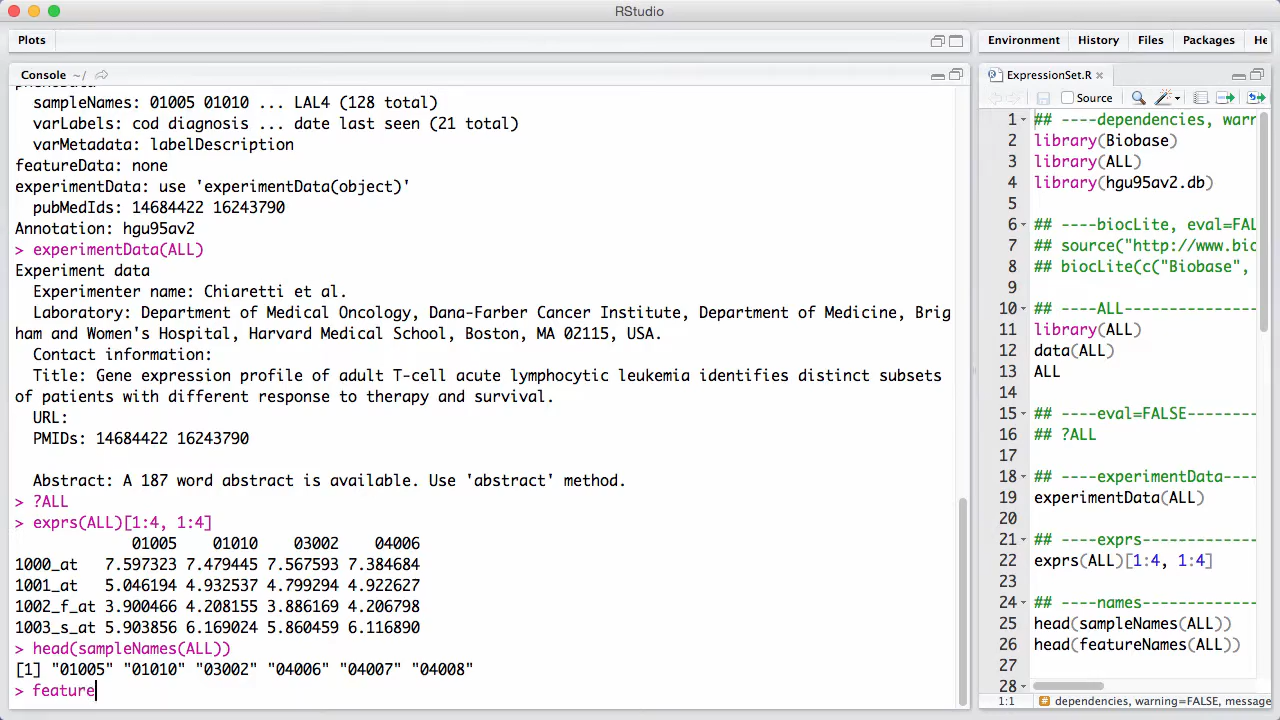 RStudio
Plots
Console ~/
sampleNames: 01005 01010 ... LAL4 (128 total)
varLabels: cod diagnosis ... date last seen (21 total)
varMetadata: labelDescription
featureData: none
experimentData: use 'experimentData(object)'
pubMedIds: 14684422 16243790
Annotation: hgu95av2
> experimentData(ALL)
Experiment data
Experimenter name: Chiaretti et al.
Laboratory: Department of Medical Oncology, Dana-Farber Cancer Institute, Department of Medicine, Brig
ham and Women's Hospital, Harvard Medical School, Boston, MA 02115, USA.
Contact information:
Title: Gene expression profile of adult T-cell acute lymphocytic leukemia identifies distinct subsets
of patients with different response to therapy and survival.
URL:
PMIDs: 14684422 16243790
Abstract: A 187 word abstract is available. Use 'abstract' method.
> ?ALL
> exprs(ALL)[1:4, 1:4]
01005 01010 03002 04006
1000_at 7.597323 7.479445 7.567593 7.384684
1001_at 5.046194 4.932537 4.799294 4.922627
1002_f_at 3.900466 4.208155 3.886169 4.206798
1003_s_at 5.903856 6.169024 5.860459 6.116890
> head(sampleNames(ALL))
[1] "01005" "01010" "03002" "04006" "04007" "04008"
> feature
Environment History Files Packages He
ExpressionSet.R
Source
1 ## ----dependencies, warr
2 library(Biobase)
3 library(ALL)
4 library(hgu95av2.db)
5
6 ## ----biocLite, eval=FAL
7 ## source("http://www.bio
8 ## biocLite(c("Biobase",
9
10 ## ----ALL---------------
11 library(ALL)
12 data(ALL)
13 ALL
14
15 ## ----eval=FALSE--------
16 ## ?ALL
17
18 ## ----experimentData----
19 experimentData(ALL)
20
21 ## ----exprs-------------
22 exprs(ALL)[1:4, 1:4]
23
24 ## ----names-------------
25 head(sampleNames(ALL))
26 head(featureNames(ALL))
27
28
1:1 dependencies, warning=FALSE, message